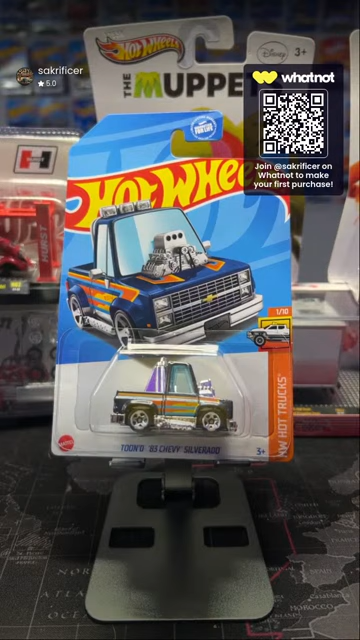 sakrificer
★ 5.0
Hot Wheels
Disney
3+
THE MUPPE
whatnot
Join @sakrificer on
Whatnot to make
your first purchase!
HOT WHEE
1/10
HW HOT TRUCKS
TOON'D '83 CHEVY SILVERADO
3+
HURST